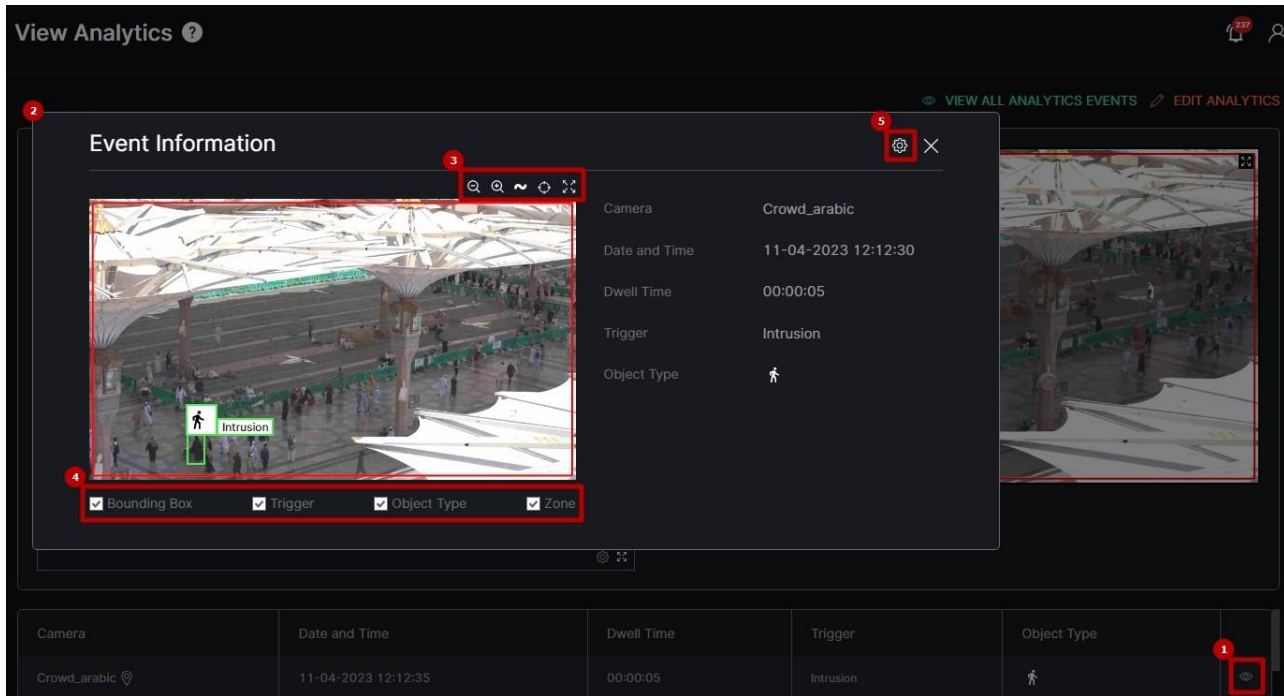 View Analytics ?
237
VIEW ALL ANALYTICS EVENTS EDIT ANALYTICS
2
5
Event Information
3
Camera Crowd_arabic
Date and Time 11-04-2023 12:12:30
Dwell Time 00:00:05
Trigger Intrusion
Object Type
Intrusion
4
Bounding Box Trigger Object Type Zone
Camera Date and Time Dwell Time Trigger Object Type
1
Crowd_arabic 11-04-2023 12:12:35 00:00:05 Intrusion